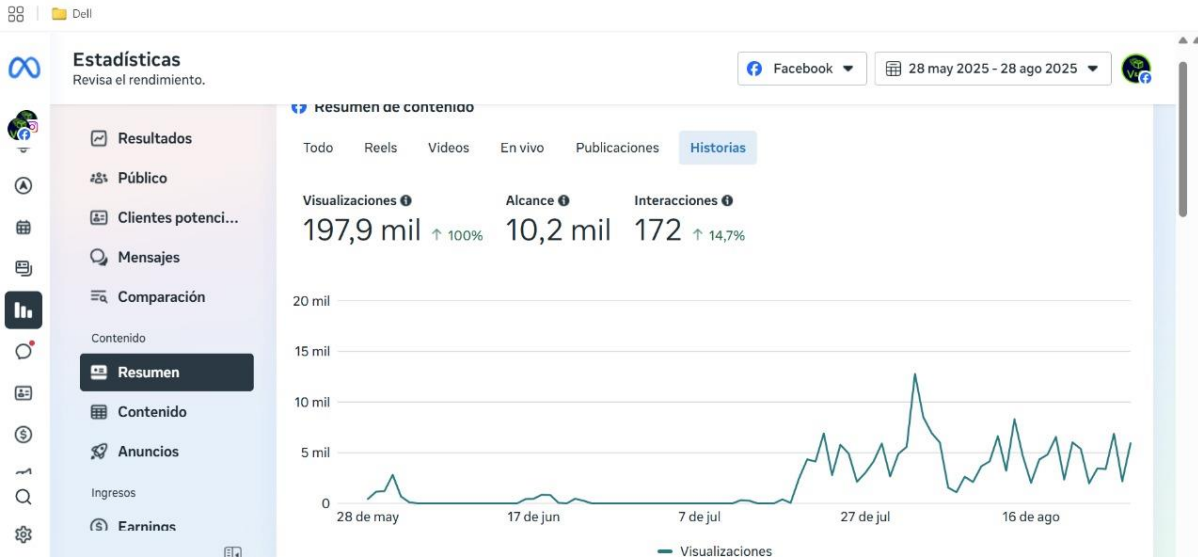 Dell
Estadísticas
Revisa el rendimiento.
Facebook
28 may 2025 - 28 ago 2025
Resumen de contenido
Resultados
Público
Clientes potenci...
Mensajes
Comparación
Contenido
Resumen
Contenido
Anuncios
Ingresos
Earnings
Todo Reels Videos En vivo Publicaciones Historias
Visualizaciones Alcance Interacciones
197,9 mil ↑ 100% 10,2 mil 172 ↑ 14,7%
20 mil
15 mil
10 mil
5 mil
0
28 de may 17 de jun 7 de jul 27 de jul 16 de ago
Visualizaciones